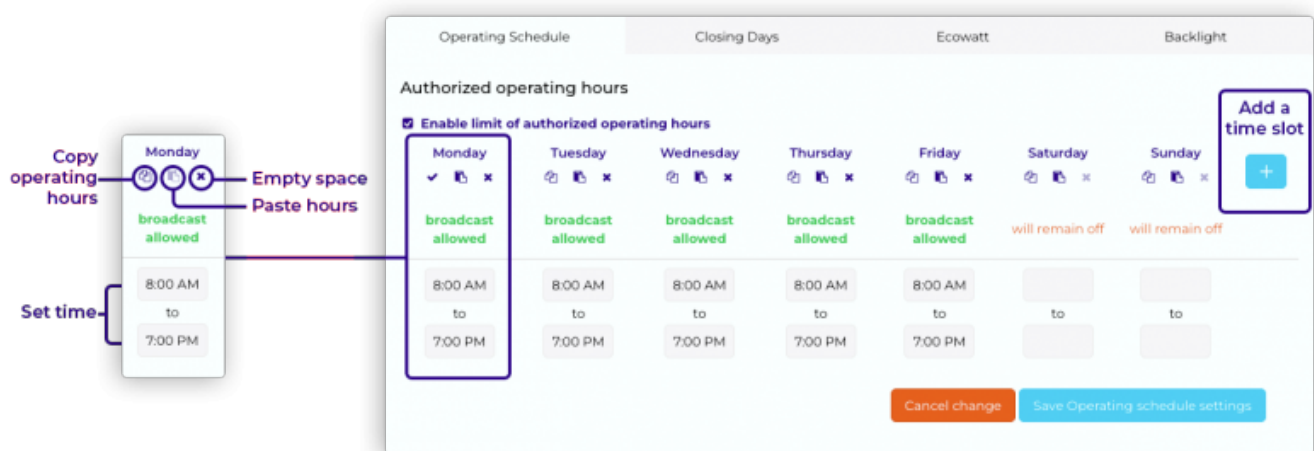 Operating Schedule
Closing Days
Ecowatt
Backlight
Authorized operating hours
Enable limit of authorized operating hours
Add a
time slot
+
Copy
operating
hours
Monday
Empty space
Paste hours
broadcast
allowed
Set time
8:00 AM
to
7:00 PM
Monday Tuesday Wednesday Thursday Friday Saturday Sunday
broadcast broadcast broadcast broadcast broadcast
allowed allowed allowed allowed allowed will remain off will remain off
8:00 AM 8:00 AM 8:00 AM 8:00 AM 8:00 AM
to to to to to to to
7:00 PM 7:00 PM 7:00 PM 7:00 PM 7:00 PM
Cancel change
Save Operating schedule settings